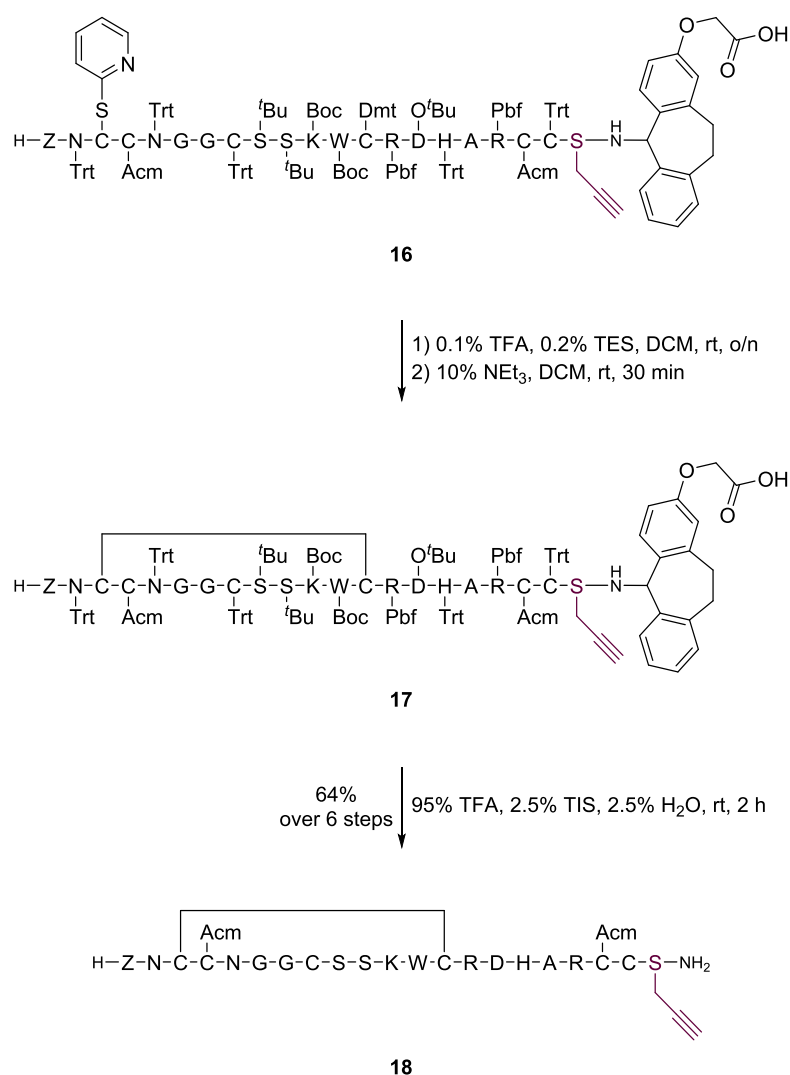 N
S
O
OH
O
Trt
tBu
Boc
Dmt
OtBu
Pbf
Trt
H–Z–N–C–C–N–G–G–C–S–S–K–W–C–R–D–H–A–R–C–C–S–NH
Trt
Acm
Trt
tBu
Boc
Pbf
Trt
Acm
16
1) 0.1% TFA, 0.2% TES, DCM, rt, o/n
2) 10% NEt3, DCM, rt, 30 min
O
OH
O
Trt
tBu
Boc
OtBu
Pbf
Trt
H–Z–N–C–C–N–G–G–C–S–S–K–W–C–R–D–H–A–R–C–C–S–NH
Trt
Acm
Trt
tBu
Boc
Pbf
Trt
Acm
17
64%
over 6 steps
95% TFA, 2.5% TIS, 2.5% H2O, rt, 2 h
Acm
Acm
H–Z–N–C–C–N–G–G–C–S–S–K–W–C–R–D–H–A–R–C–C–S–NH2
18